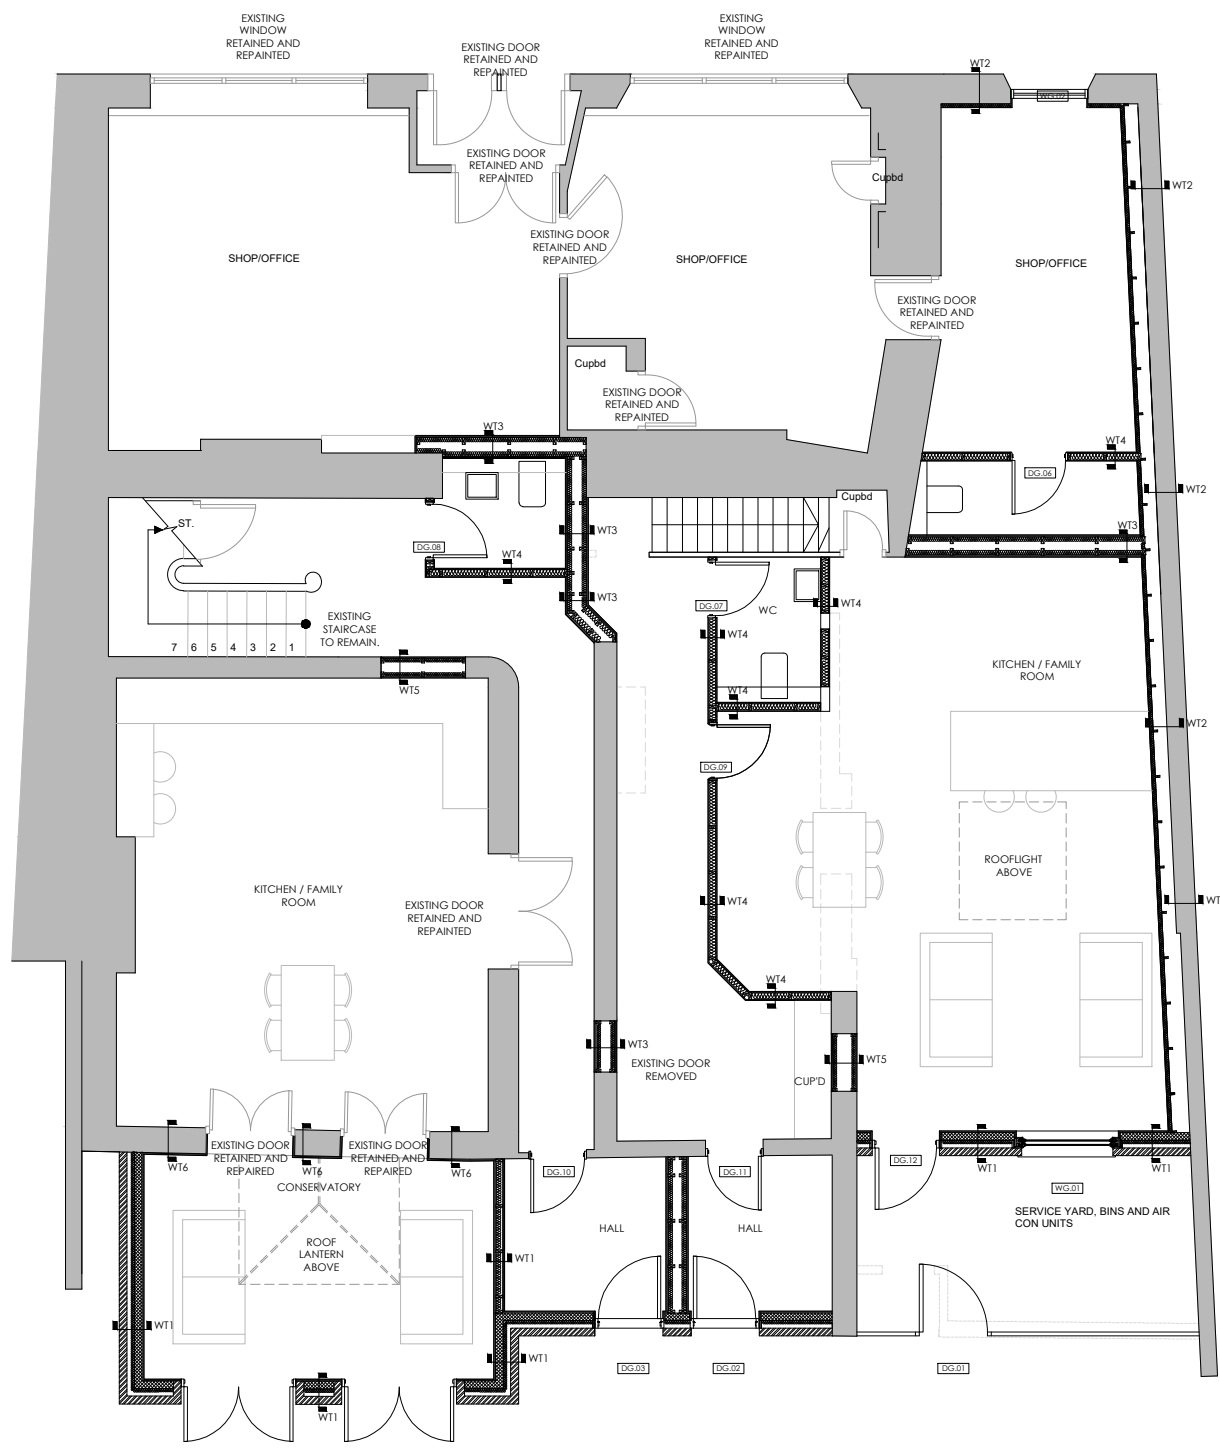 EXISTING
WINDOW
RETAINED AND
REPAINTED
EXISTING DOOR
RETAINED AND
REPAINTED
EXISTING
WINDOW
RETAINED AND
REPAINTED
WT2
WG.02
EXISTING DOOR
RETAINED AND
REPAINTED
Cupbd
WT2
SHOP/OFFICE
EXISTING DOOR
RETAINED AND
REPAINTED
SHOP/OFFICE
SHOP/OFFICE
EXISTING DOOR
RETAINED AND
REPAINTED
Cupbd
EXISTING DOOR
RETAINED AND
REPAINTED
WT3
WT4
DG.06
WT2
Cupbd
ST.
WT3
WT3
DG.08
WT4
WT3
DG.07
WC
WT4
WT4
EXISTING
STAIRCASE
TO REMAIN.
7 6 5 4 3 2 1
KITCHEN / FAMILY
ROOM
WT5
WT4
WT2
DG.09
ROOFLIGHT
ABOVE
KITCHEN / FAMILY
ROOM
EXISTING DOOR
RETAINED AND
REPAINTED
WT4
WT
WT4
WT3
EXISTING DOOR
REMOVED
WT5
CUP'D
EXISTING DOOR
RETAINED AND
REPAIRED
EXISTING DOOR
RETAINED AND
REPAIRED
WT6
WT6
WT6
CONSERVATORY
DG.10
DG.11
DG.12
WT1
WT1
WG.01
SERVICE YARD, BINS AND AIR
CON UNITS
HALL
HALL
ROOF
LANTERN
ABOVE
WT1
WT1
WT1
DG.03
DG.02
DG.01
WT1